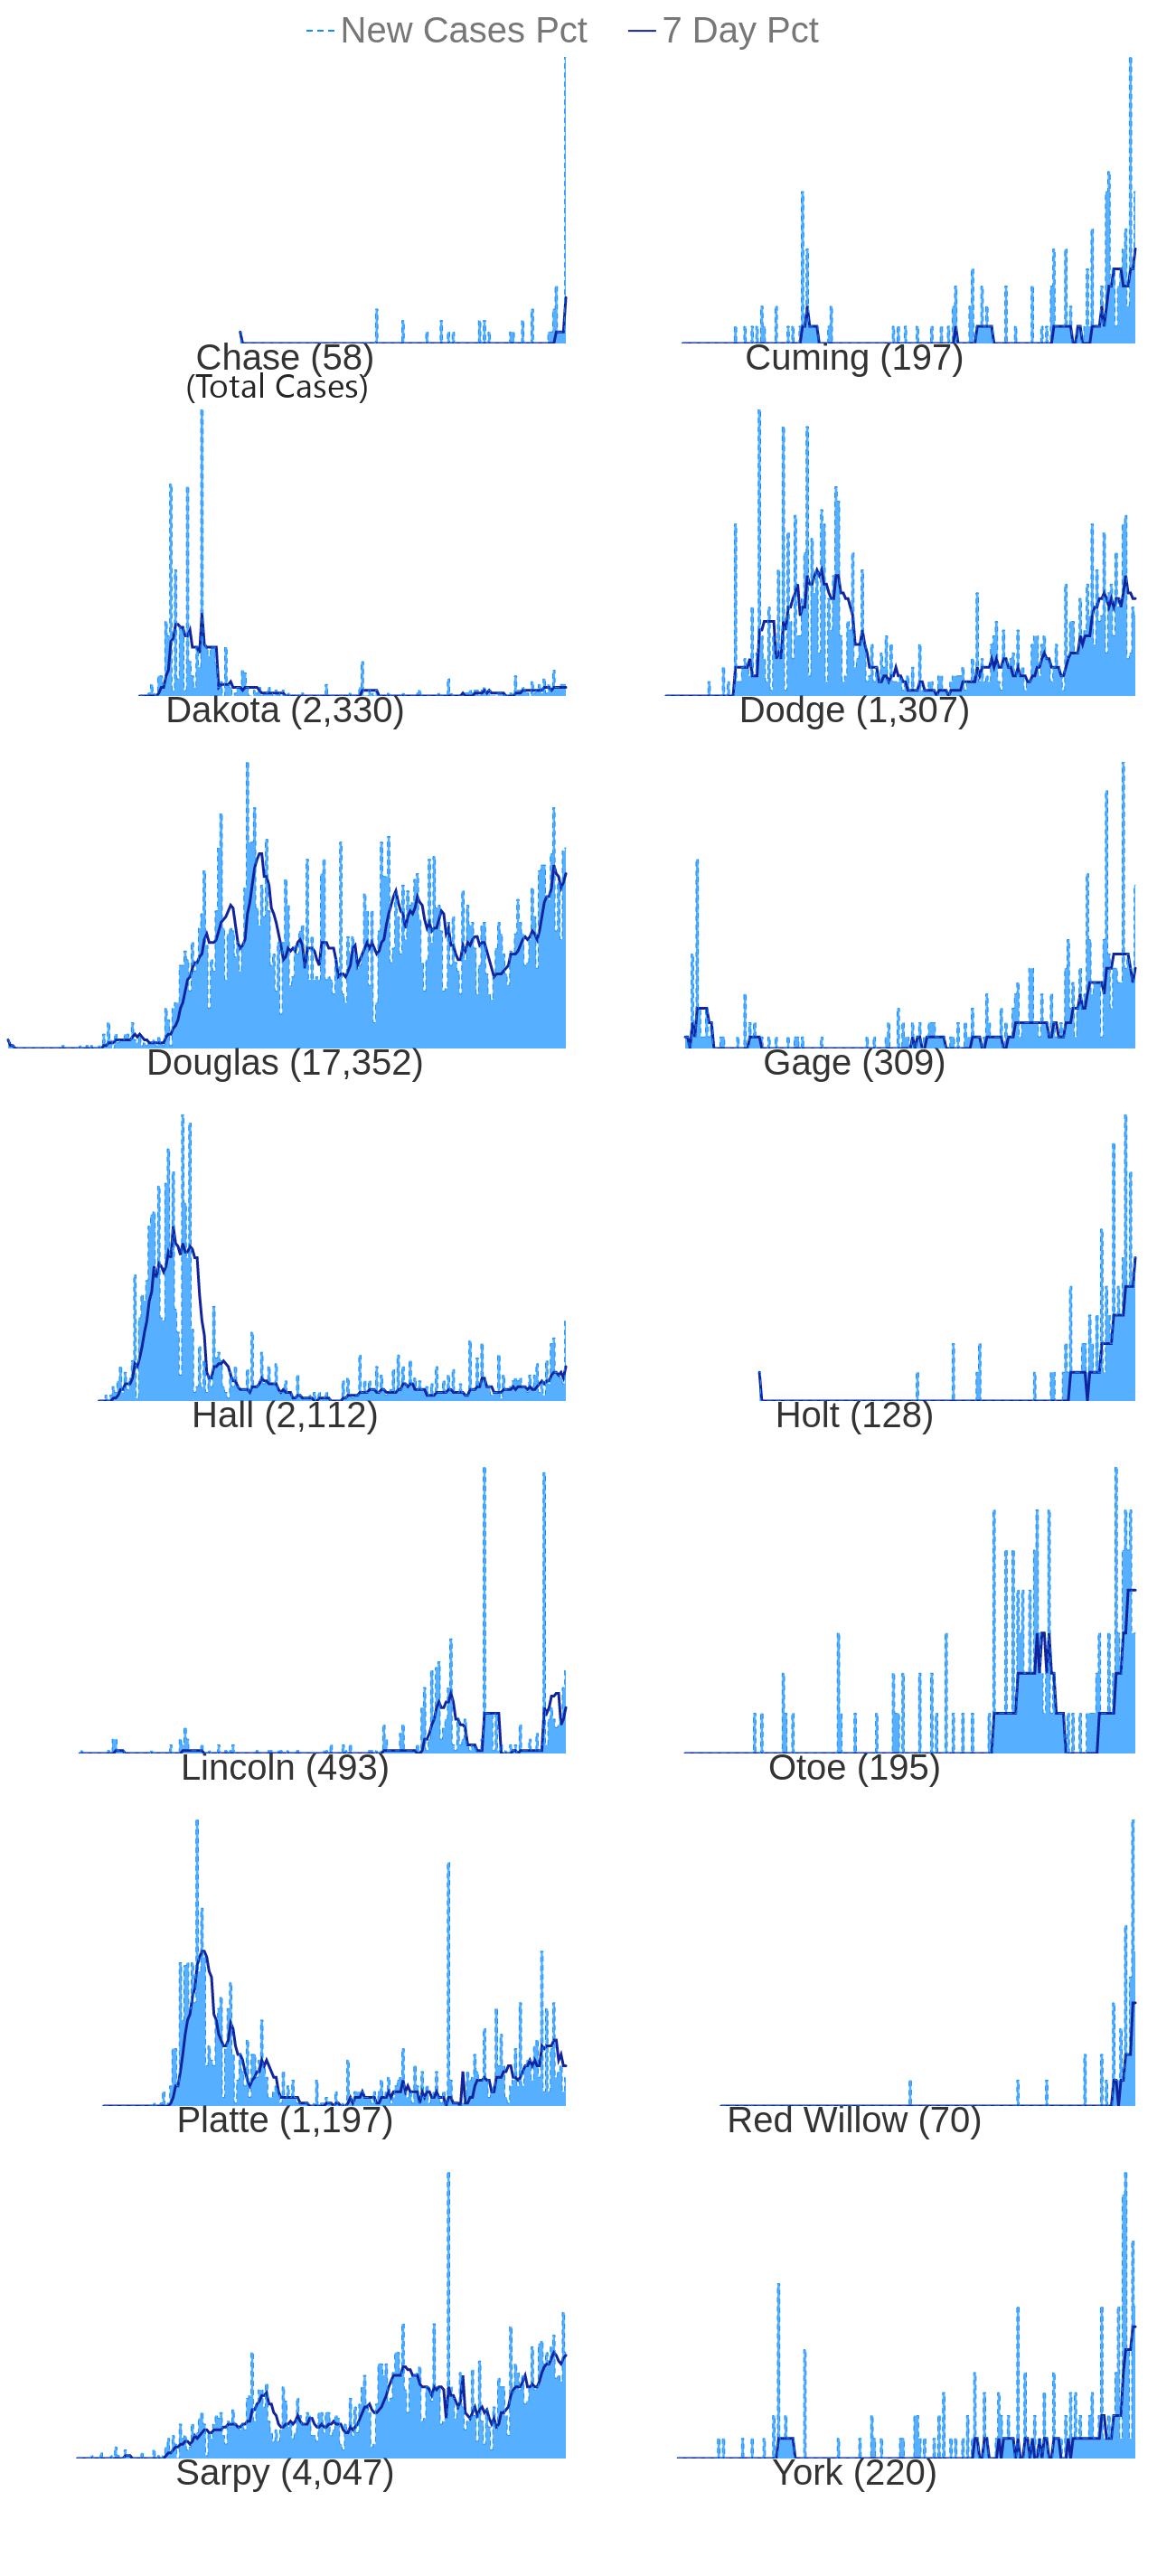 New Cases Pct 7 Day Pct
Chase (58) Cuming (197)
(Total Cases)
Dakota (2,330) Dodge (1,307)
Douglas (17,352) Gage (309)
Hall (2,112) Holt (128)
Lincoln (493) Otoe (195)
Platte (1,197) Red Willow (70)
Sarpy (4,047) York (220)